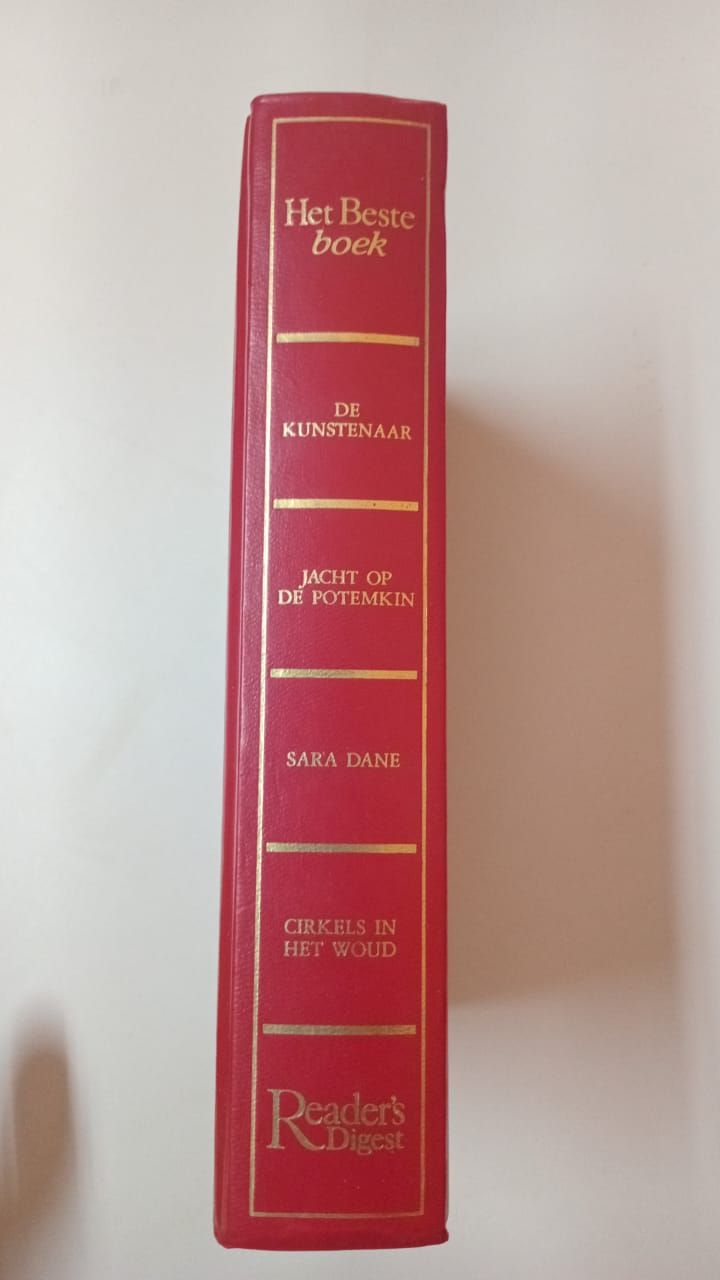 Het Beste
boek
DE
KUNSTENAAR
JACHT OP
DE POTEMKIN
SARA DANE
CIRKELS IN
HET WOUD
Reader's
Digest